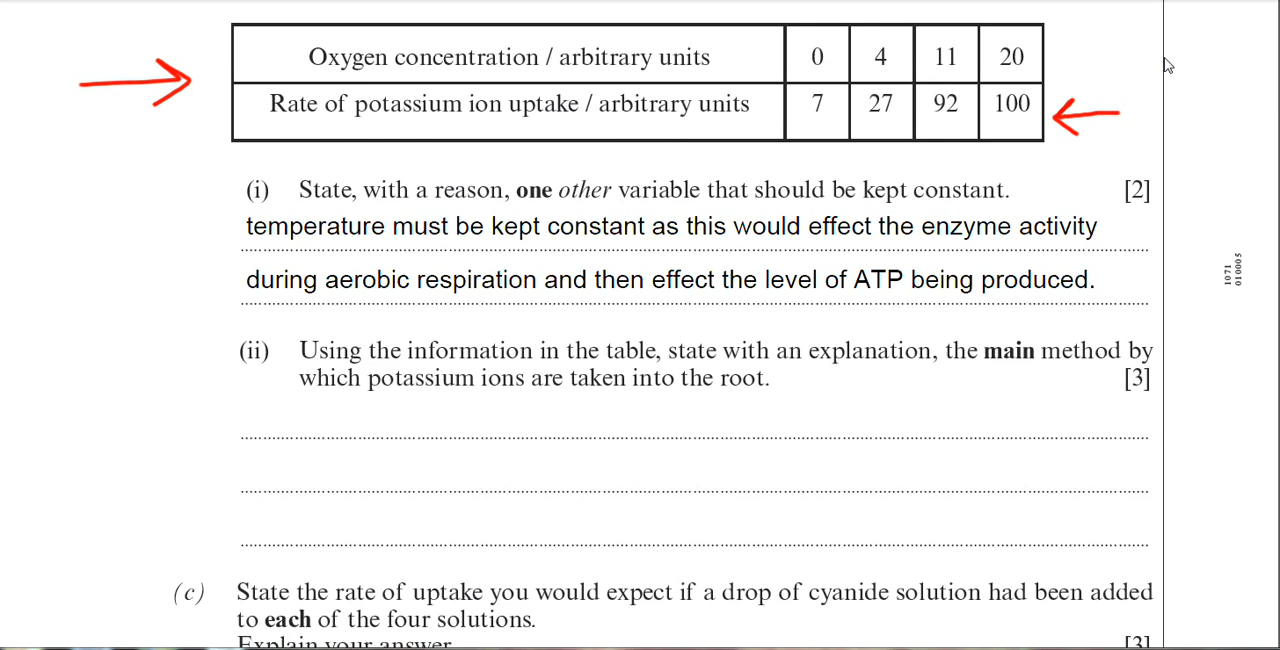 Oxygen concentration / arbitrary units 0 4 11 20
Rate of potassium ion uptake / arbitrary units 7 27 92 100
(i) State, with a reason, one other variable that should be kept constant. [2]
temperature must be kept constant as this would effect the enzyme activity
during aerobic respiration and then effect the level of ATP being produced.
(ii) Using the information in the table, state with an explanation, the main method by
which potassium ions are taken into the root. [3]
(c) State the rate of uptake you would expect if a drop of cyanide solution had been added
to each of the four solutions.
Explain your answer. [3]
1071
010005